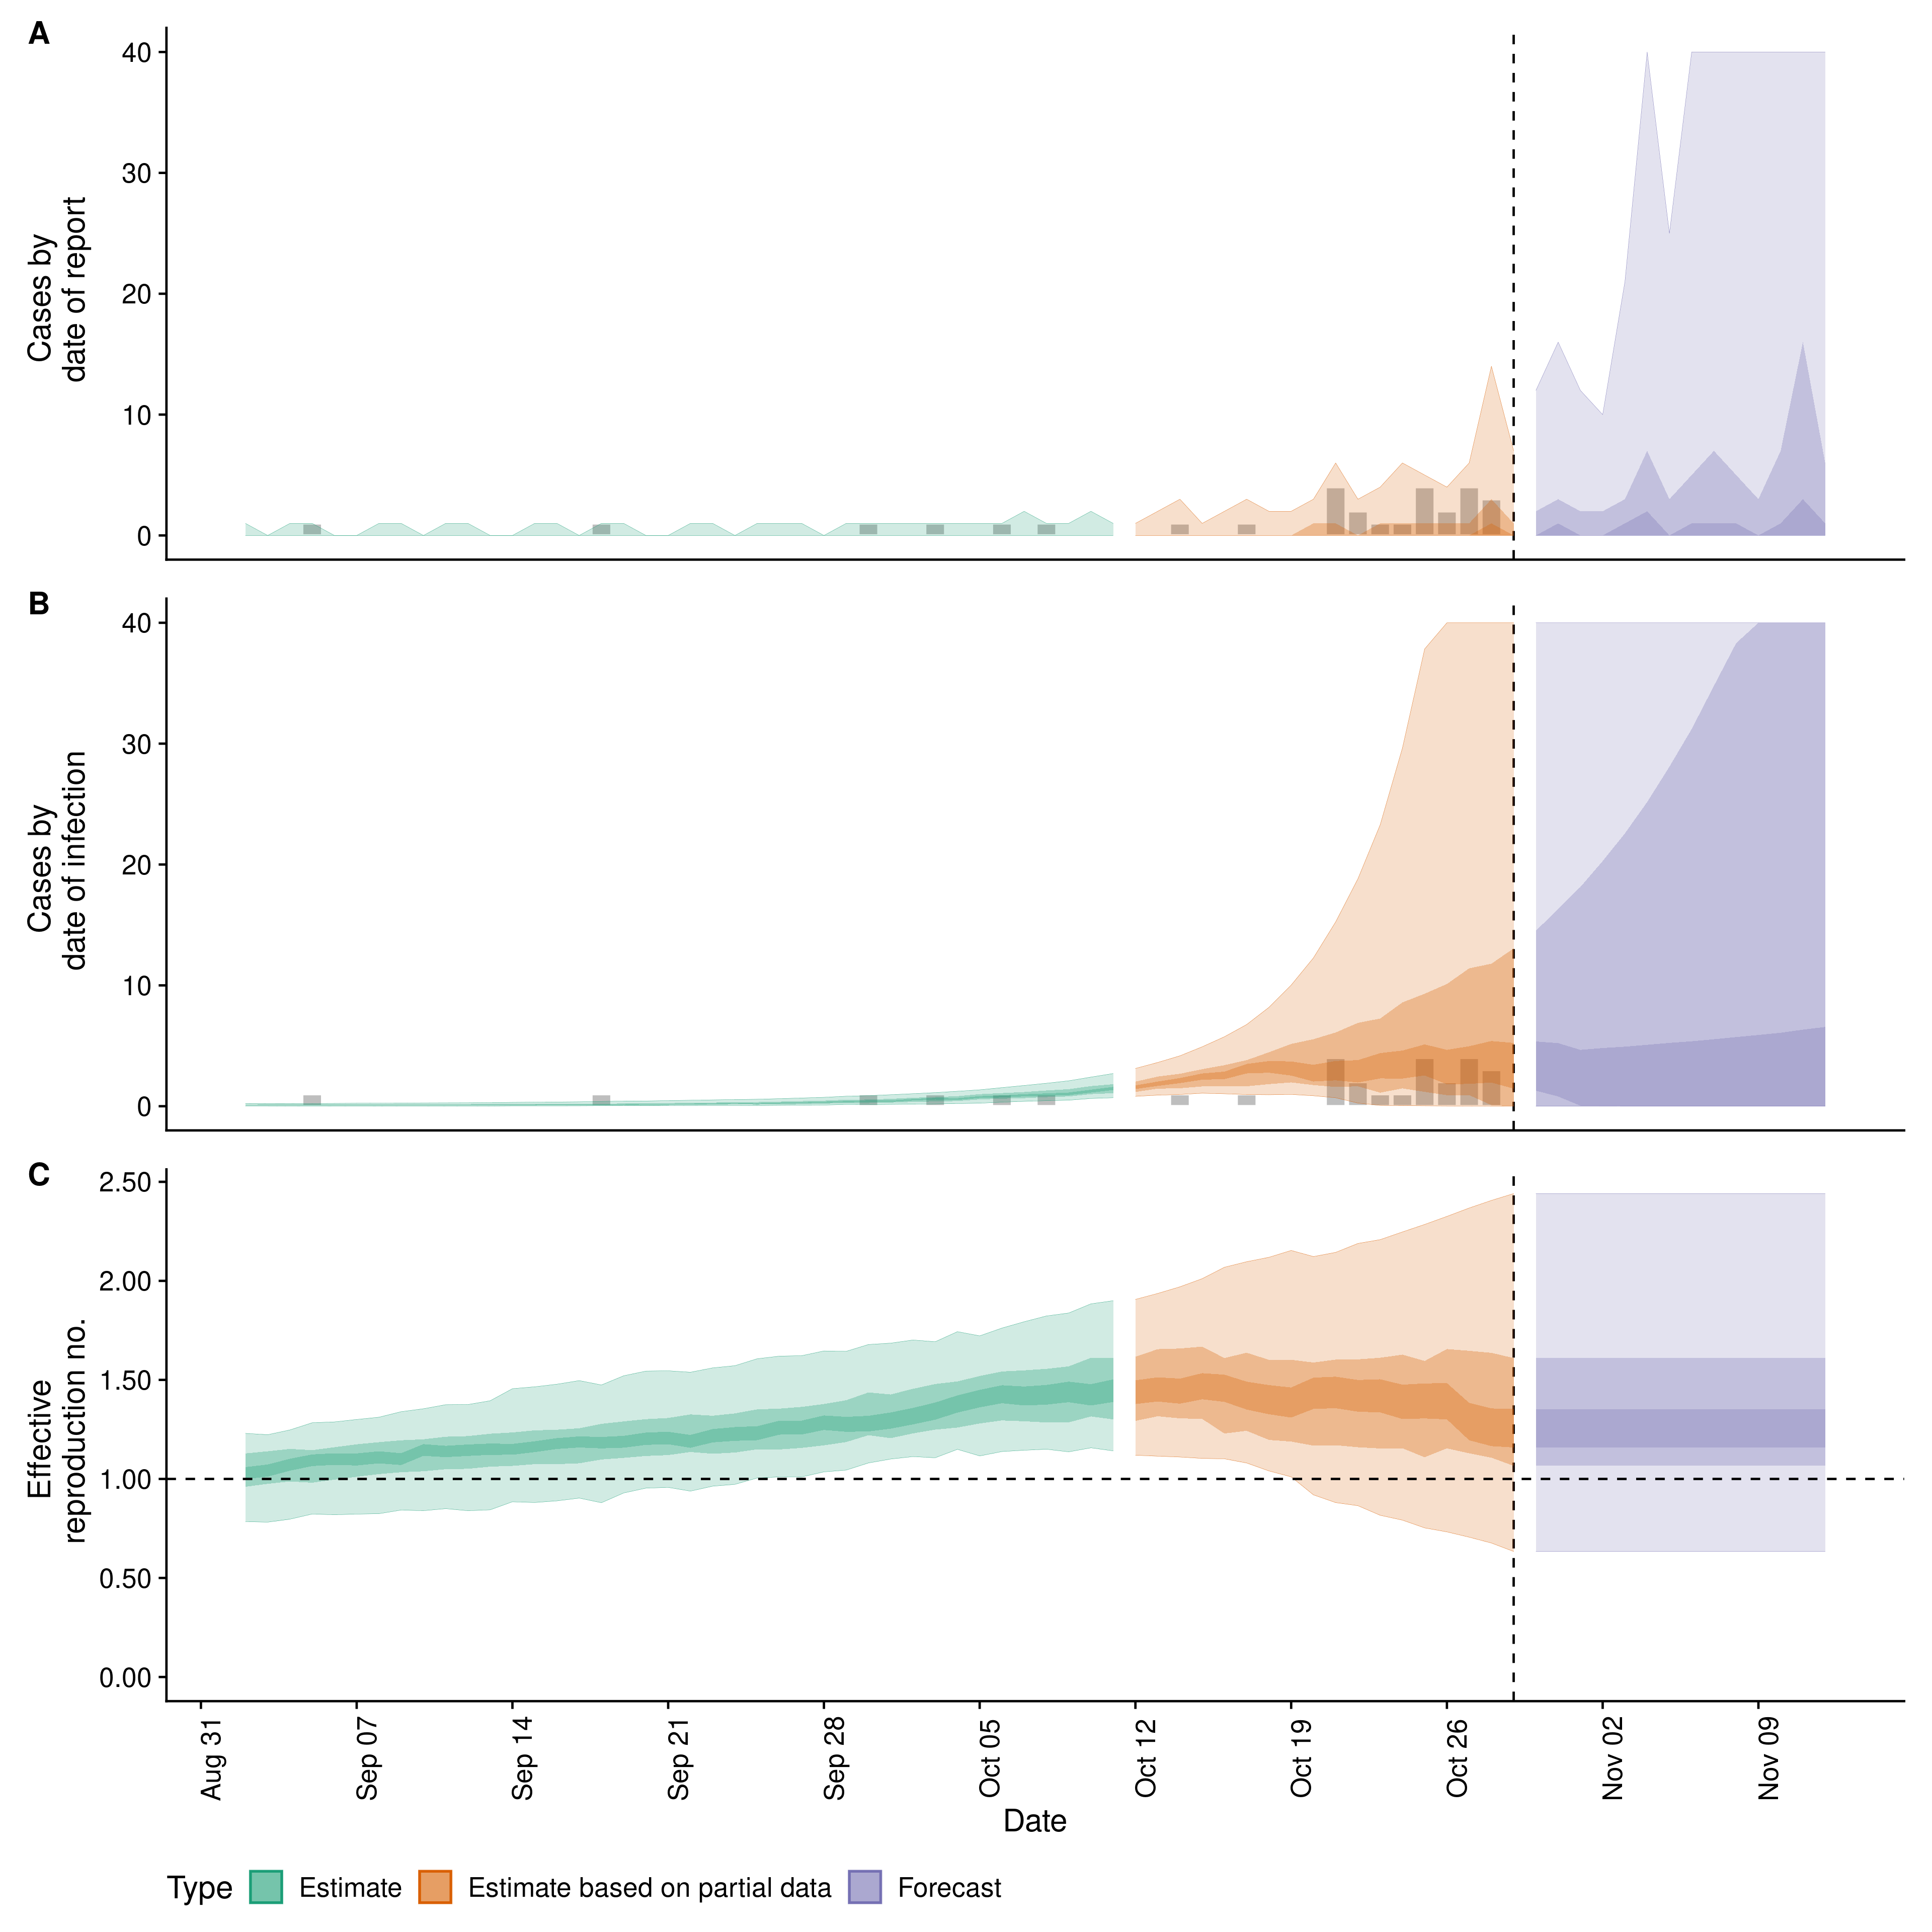 A
40
30
20
10
0
Cases by
date of report
B
40
30
20
10
0
Cases by
date of infection
C
2.50
2.00
1.50
1.00
0.50
0.00
Effective
reproduction no.
Aug 31
Sep 07
Sep 14
Sep 21
Sep 28
Oct 05
Oct 12
Oct 19
Oct 26
Nov 02
Nov 09
Date
Type Estimate Estimate based on partial data Forecast